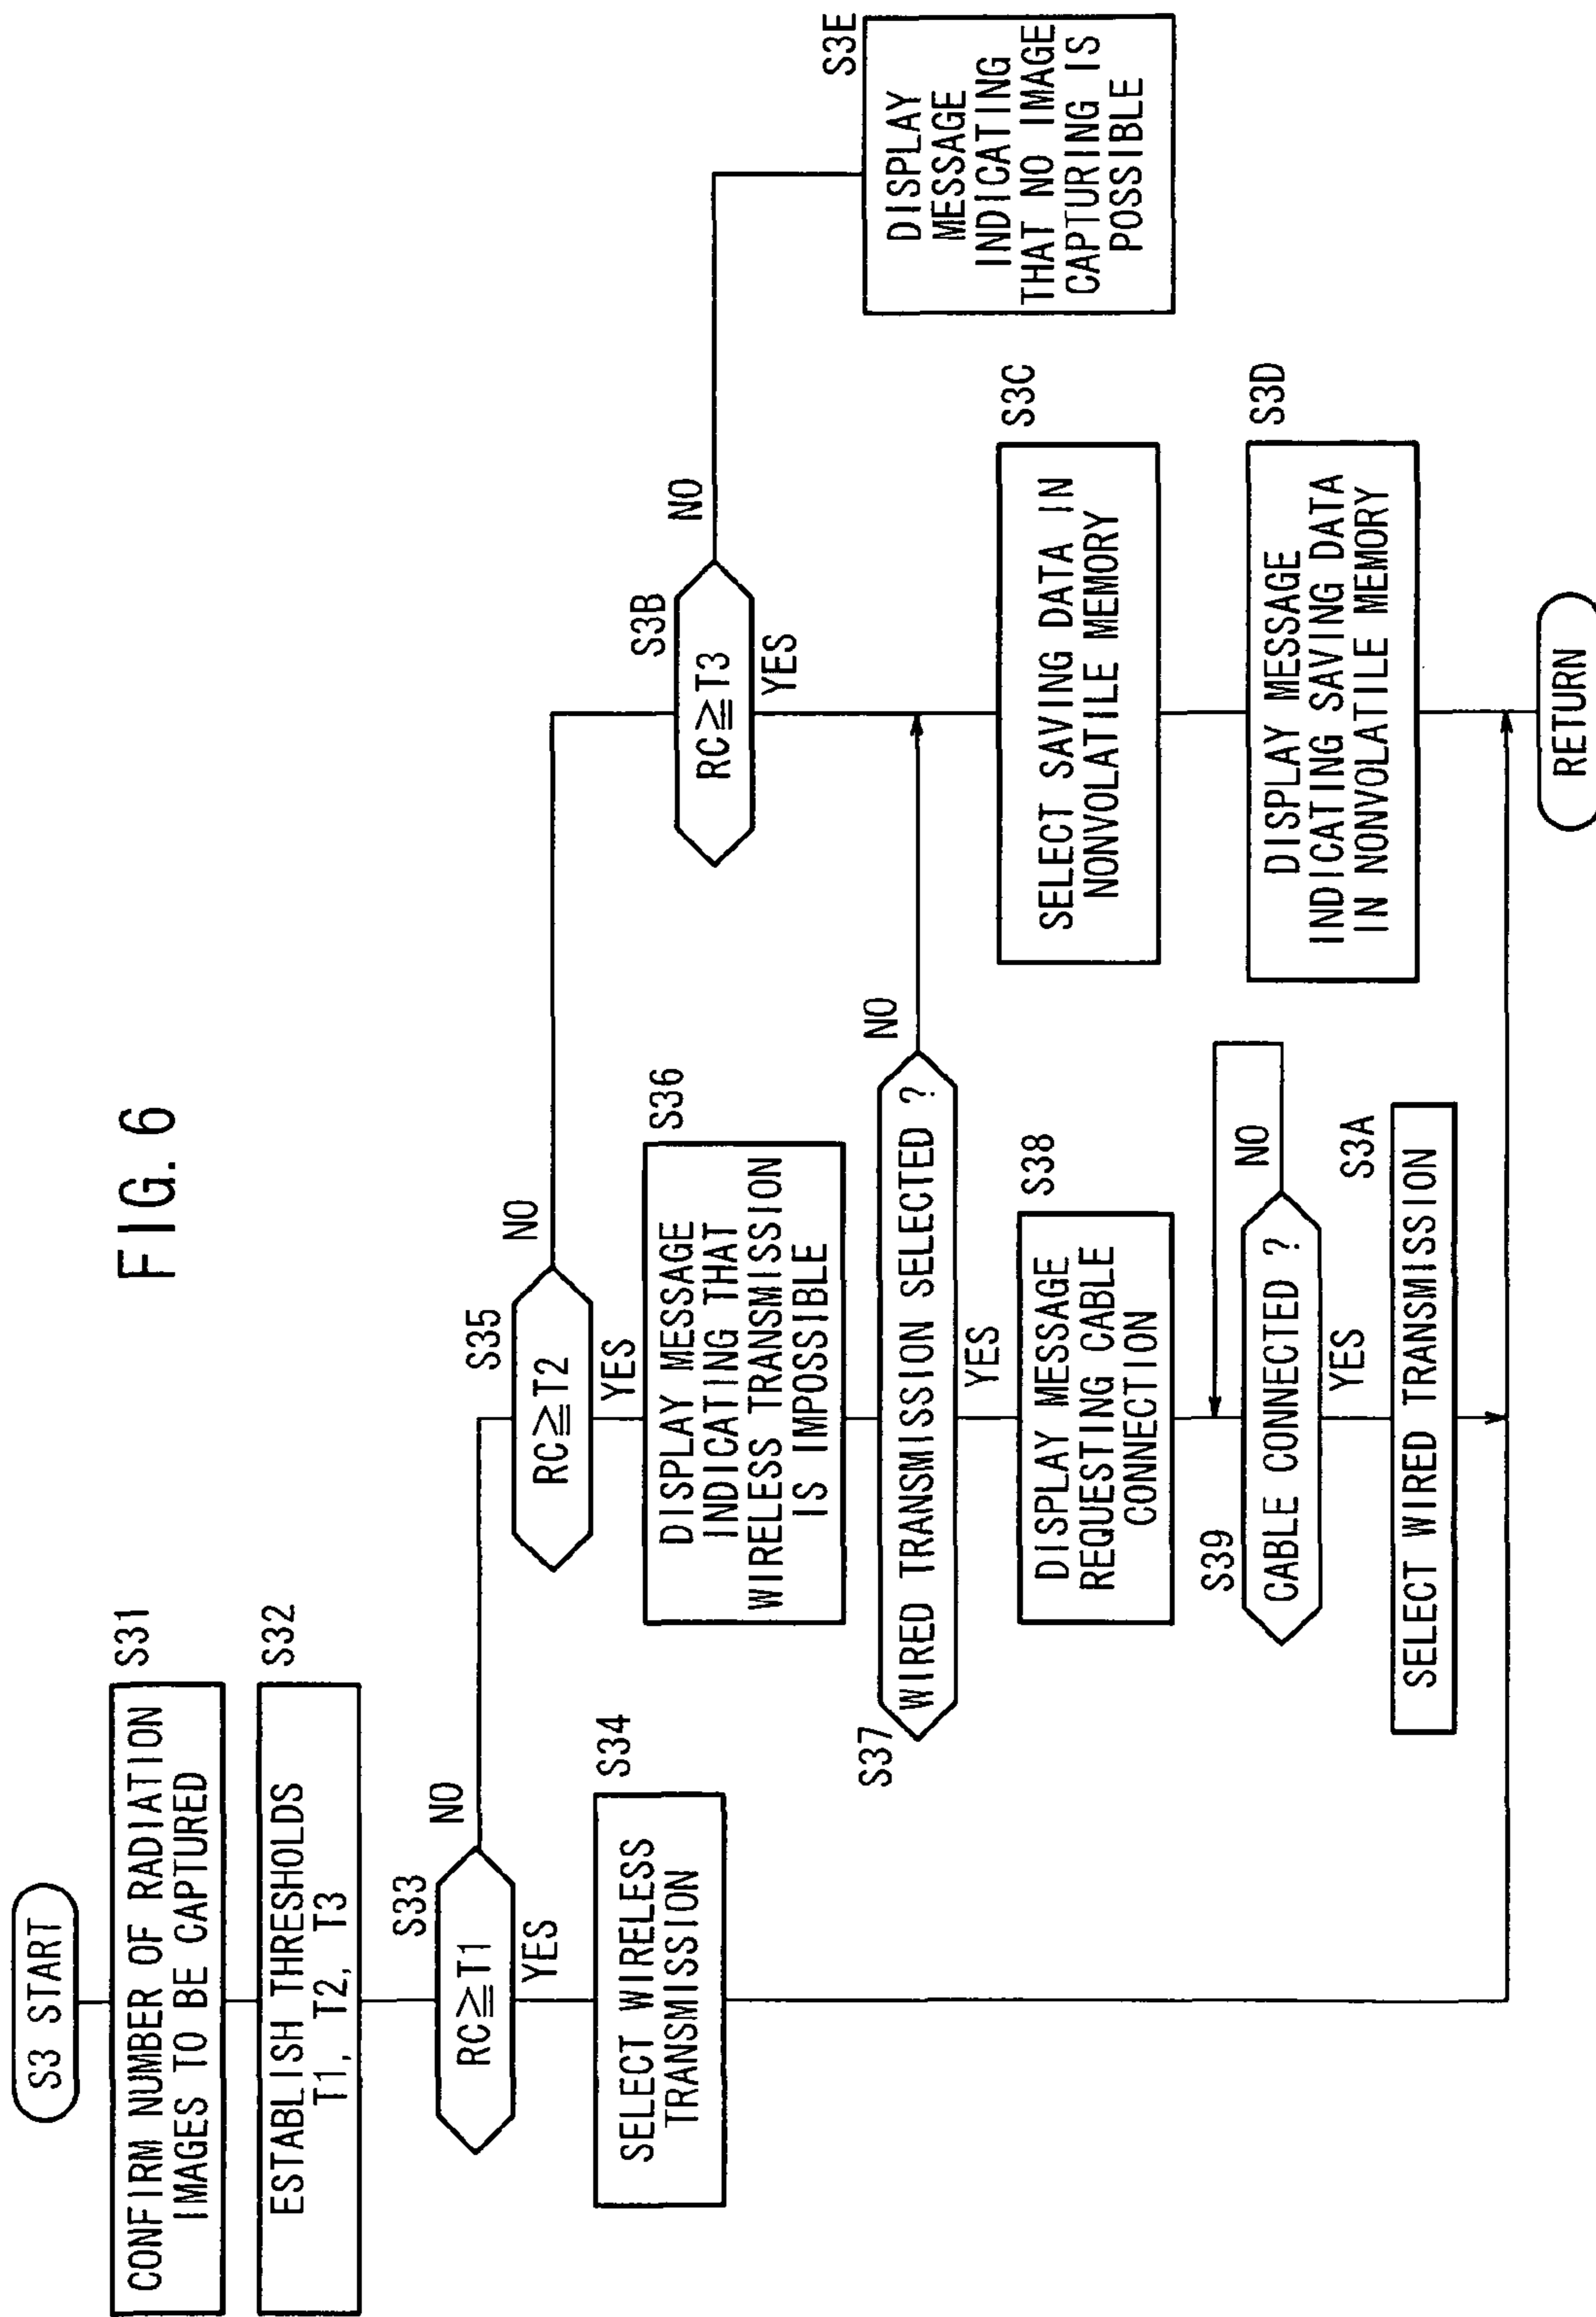 FIG. 6
S3 START
S31
CONFIRM NUMBER OF RADIATION
IMAGES TO BE CAPTURED
S32
ESTABLISH THRESHOLDS
T1, T2, T3
S33
RC≧T1
NO
YES
S34
SELECT WIRELESS
TRANSMISSION
S35
RC≧T2
NO
YES
S36
DISPLAY MESSAGE
INDICATING THAT
WIRELESS TRANSMISSION
IS IMPOSSIBLE
S37
WIRED TRANSMISSION SELECTED ?
NO
YES
S38
DISPLAY MESSAGE
REQUESTING CABLE
CONNECTION
S39
CABLE CONNECTED ?
NO
YES
S3A
SELECT WIRED TRANSMISSION
S3B
RC≧T3
NO
YES
S3C
SELECT SAVING DATA IN
NONVOLATILE MEMORY
S3D
DISPLAY MESSAGE
INDICATING SAVING DATA
IN NONVOLATILE MEMORY
S3E
DISPLAY
MESSAGE
INDICATING
THAT NO IMAGE
CAPTURING IS
POSSIBLE
RETURN